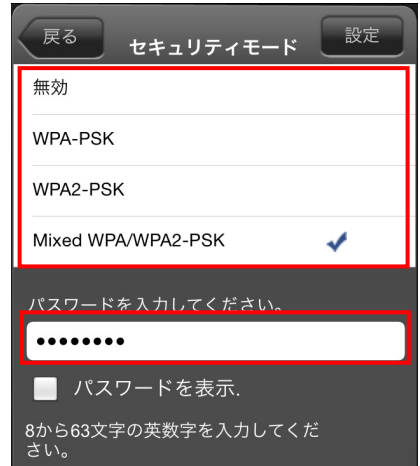 戻る
セキュリティモード
設定
無効
WPA-PSK
WPA2-PSK
Mixed WPA/WPA2-PSK
パスワードを入力してください。
••••••••
パスワードを表示.
8から63文字の英数字を入力してくだ
さい。